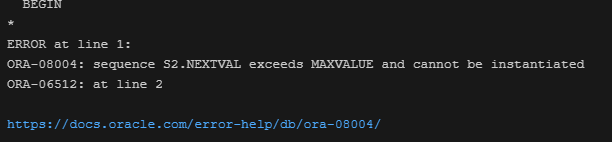 BEGIN
*
ERROR at line 1:
ORA-08004: sequence S2.NEXTVAL exceeds MAXVALUE and cannot be instantiated
ORA-06512: at line 2
https://docs.oracle.com/error-help/db/ora-08004/